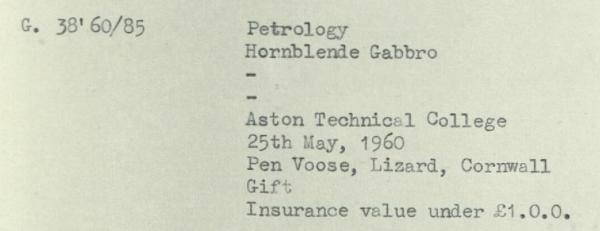 G. 38'60/85 Petrology
Hornblende Gabbro
-
-
Aston Technical College
25th May, 1960
Pen Voose, Lizard, Cornwall
Gift
Insurance value under £1.0.0.